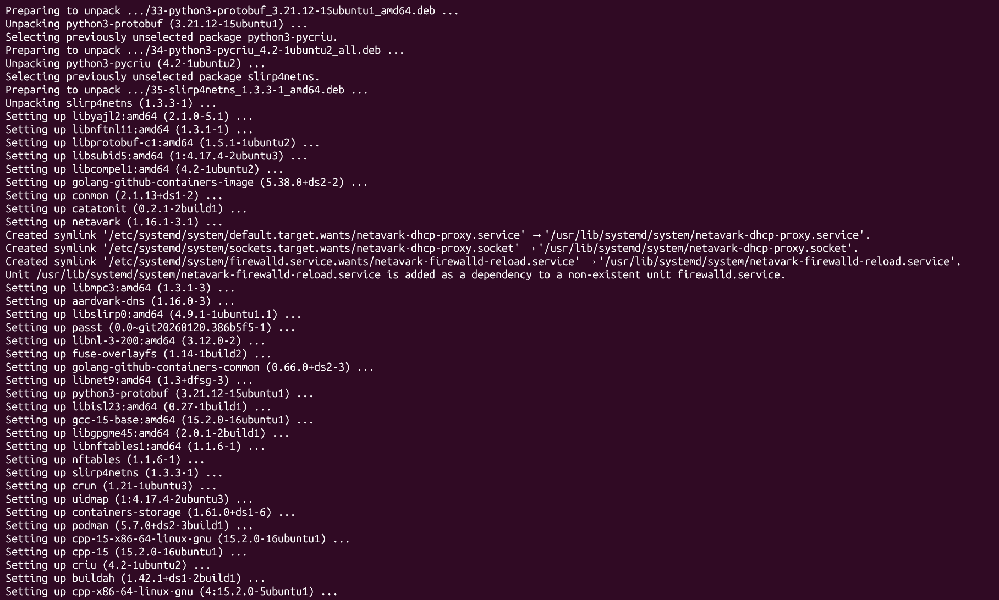 Preparing to unpack .../33-python3-protobuf_3.21.12-15ubuntu1_amd64.deb ...
Unpacking python3-protobuf (3.21.12-15ubuntu1) ...
Selecting previously unselected package python3-pycriu.
Preparing to unpack .../34-python3-pycriu_4.2-1ubuntu2_all.deb ...
Unpacking python3-pycriu (4.2-1ubuntu2) ...
Selecting previously unselected package slirp4netns.
Preparing to unpack .../35-slirp4netns_1.3.3-1_amd64.deb ...
Unpacking slirp4netns (1.3.3-1) ...
Setting up libyajl2:amd64 (2.1.0-5.1) ...
Setting up libnftnl11:amd64 (1.3.1-1) ...
Setting up libprotobuf-c1:amd64 (1.5.1-1ubuntu2) ...
Setting up libsubid5:amd64 (1:4.17.4-2ubuntu3) ...
Setting up libcompel1:amd64 (4.2-1ubuntu2) ...
Setting up golang-github-containers-image (5.38.0+ds2-2) ...
Setting up conmon (2.1.13+ds1-2) ...
Setting up catatonit (0.2.1-2build1) ...
Setting up netavark (1.16.1-3.1) ...
Created symlink '/etc/systemd/system/default.target.wants/netavark-dhcp-proxy.service' → '/usr/lib/systemd/system/netavark-dhcp-proxy.service'.
Created symlink '/etc/systemd/system/sockets.target.wants/netavark-dhcp-proxy.socket' → '/usr/lib/systemd/system/netavark-dhcp-proxy.socket'.
Created symlink '/etc/systemd/system/firewalld.service.wants/netavark-firewalld-reload.service' → '/usr/lib/systemd/system/netavark-firewalld-reload.service'.
Unit /usr/lib/systemd/system/netavark-firewalld-reload.service is added as a dependency to a non-existent unit firewalld.service.
Setting up libmpc3:amd64 (1.3.1-3) ...
Setting up aardvark-dns (1.16.0-3) ...
Setting up libslirp0:amd64 (4.9.1-1ubuntu1.1) ...
Setting up passt (0.0~git20260120.386b5f5-1) ...
Setting up libnl-3-200:amd64 (3.12.0-2) ...
Setting up fuse-overlayfs (1.14-1build2) ...
Setting up golang-github-containers-common (0.66.0+ds2-3) ...
Setting up libnet9:amd64 (1.3+dfsg-3) ...
Setting up python3-protobuf (3.21.12-15ubuntu1) ...
Setting up libisl23:amd64 (0.27-1build1) ...
Setting up gcc-15-base:amd64 (15.2.0-16ubuntu1) ...
Setting up libgpgme45:amd64 (2.0.1-2build1) ...
Setting up libnftables1:amd64 (1.1.6-1) ...
Setting up nftables (1.1.6-1) ...
Setting up slirp4netns (1.3.3-1) ...
Setting up crun (1.21-1ubuntu3) ...
Setting up uidmap (1:4.17.4-2ubuntu3) ...
Setting up containers-storage (1.61.0+ds1-6) ...
Setting up podman (5.7.0+ds2-3build1) ...
Setting up cpp-15-x86-64-linux-gnu (15.2.0-16ubuntu1) ...
Setting up cpp-15 (15.2.0-16ubuntu1) ...
Setting up criu (4.2-1ubuntu2) ...
Setting up buildah (1.42.1+ds1-2build1) ...
Setting up cpp-x86-64-linux-gnu (4:15.2.0-5ubuntu1) ...